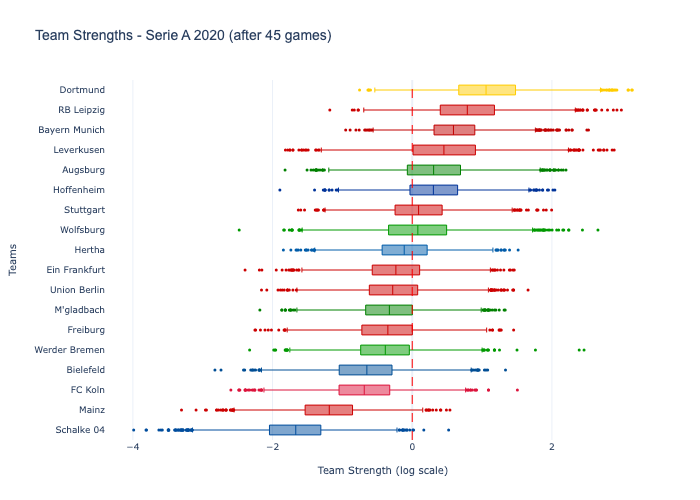 Team Strengths - Serie A 2020 (after 45 games)
Dortmund
RB Leipzig
Bayern Munich
Leverkusen
Augsburg
Hoffenheim
Stuttgart
Wolfsburg
Hertha
Ein Frankfurt
Union Berlin
M'gladbach
Freiburg
Werder Bremen
Bielefeld
FC Koln
Mainz
Schalke 04
Teams
−4 −2 0 2
Team Strength (log scale)